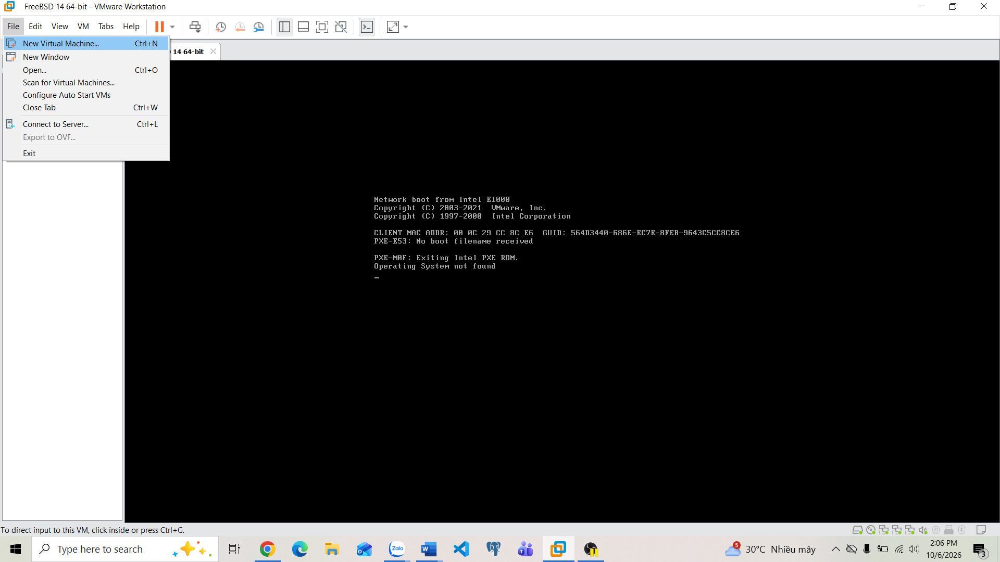 FreeBSD 14 64-bit - VMware Workstation
File Edit View VM Tabs Help
New Virtual Machine... Ctrl+N
New Window
Open... Ctrl+O
Scan for Virtual Machines...
Configure Auto Start VMs
Close Tab Ctrl+W
Connect to Server... Ctrl+L
Export to OVF...
Exit
14 64-bit
Network boot from Intel E1000
Copyright (C) 2003-2021 VMware, Inc.
Copyright (C) 1997-2000 Intel Corporation
CLIENT MAC ADDR: 00 0C 29 CC 8C E6 GUID: 564D3440-686E-EC7E-8FEB-9643C5CC8CE6
PXE-E53: No boot filename received
PXE-M0F: Exiting Intel PXE ROM.
Operating System not found
To direct input to this VM, click inside or press Ctrl+G.
Type here to search
Zalo
5
30°C Nhiều mây
2:06 PM
10/6/2026
3